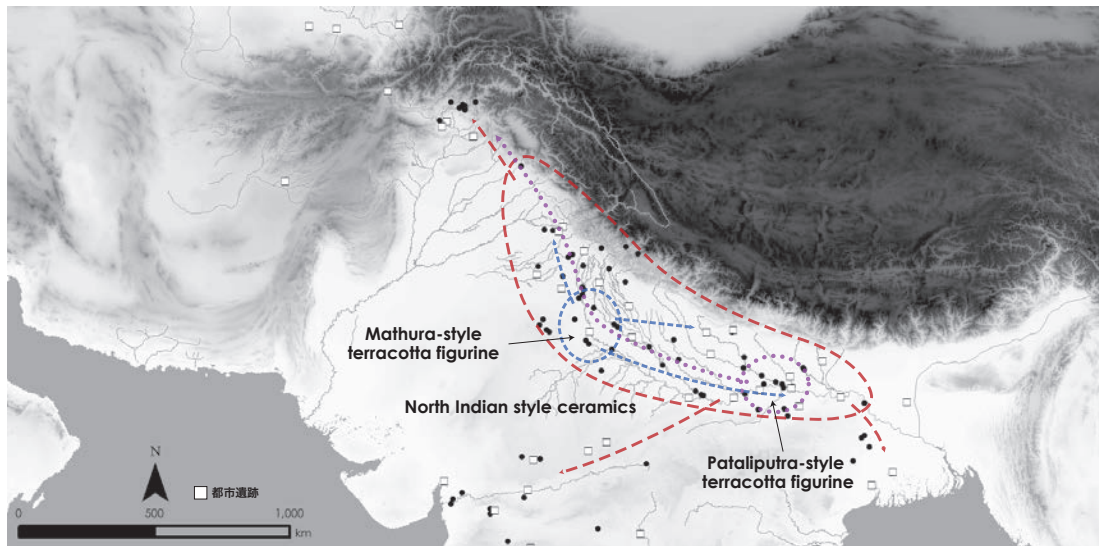 Mathura-style
terracotta figurine
North Indian style ceramics
Pataliputra-style
terracotta figurine
N
都市遺跡
0
500
1,000
km